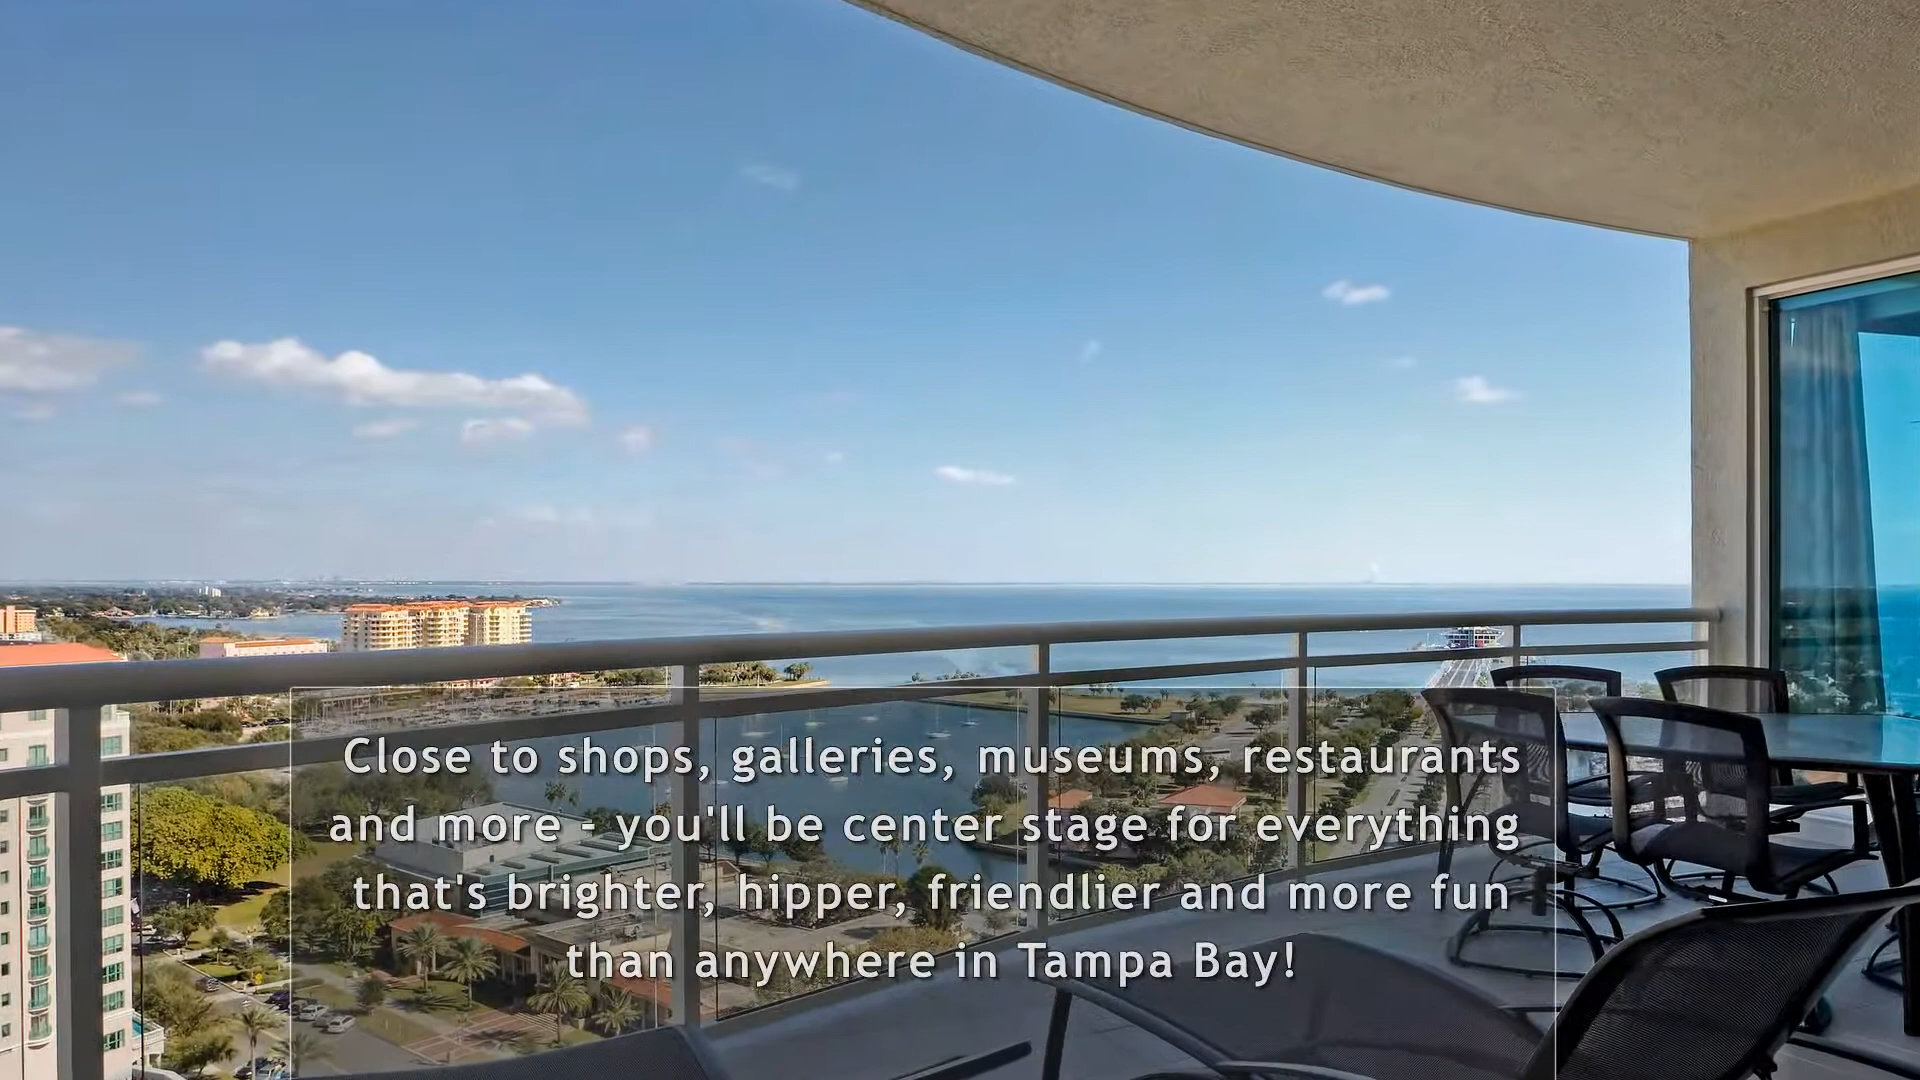 Close to shops, galleries, museums, restaurants
and more - you'll be center stage for everything
that's brighter, hipper, friendlier and more fun
than anywhere in Tampa Bay!